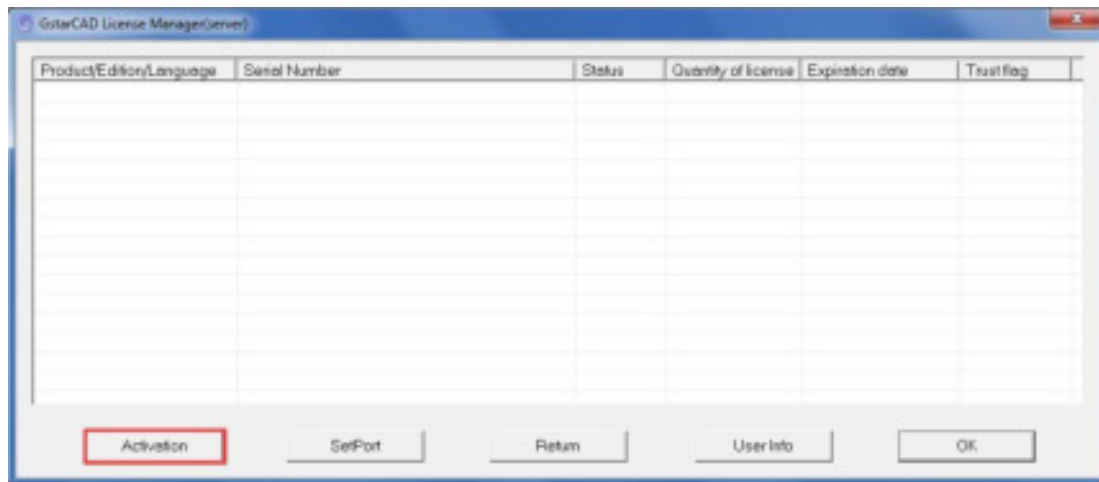 GstarCAD License Manager(server)
Product/Edition/Language Serial Number Status Quantity of license Expiration date Trust flag
Activation SetPort Return User Info OK